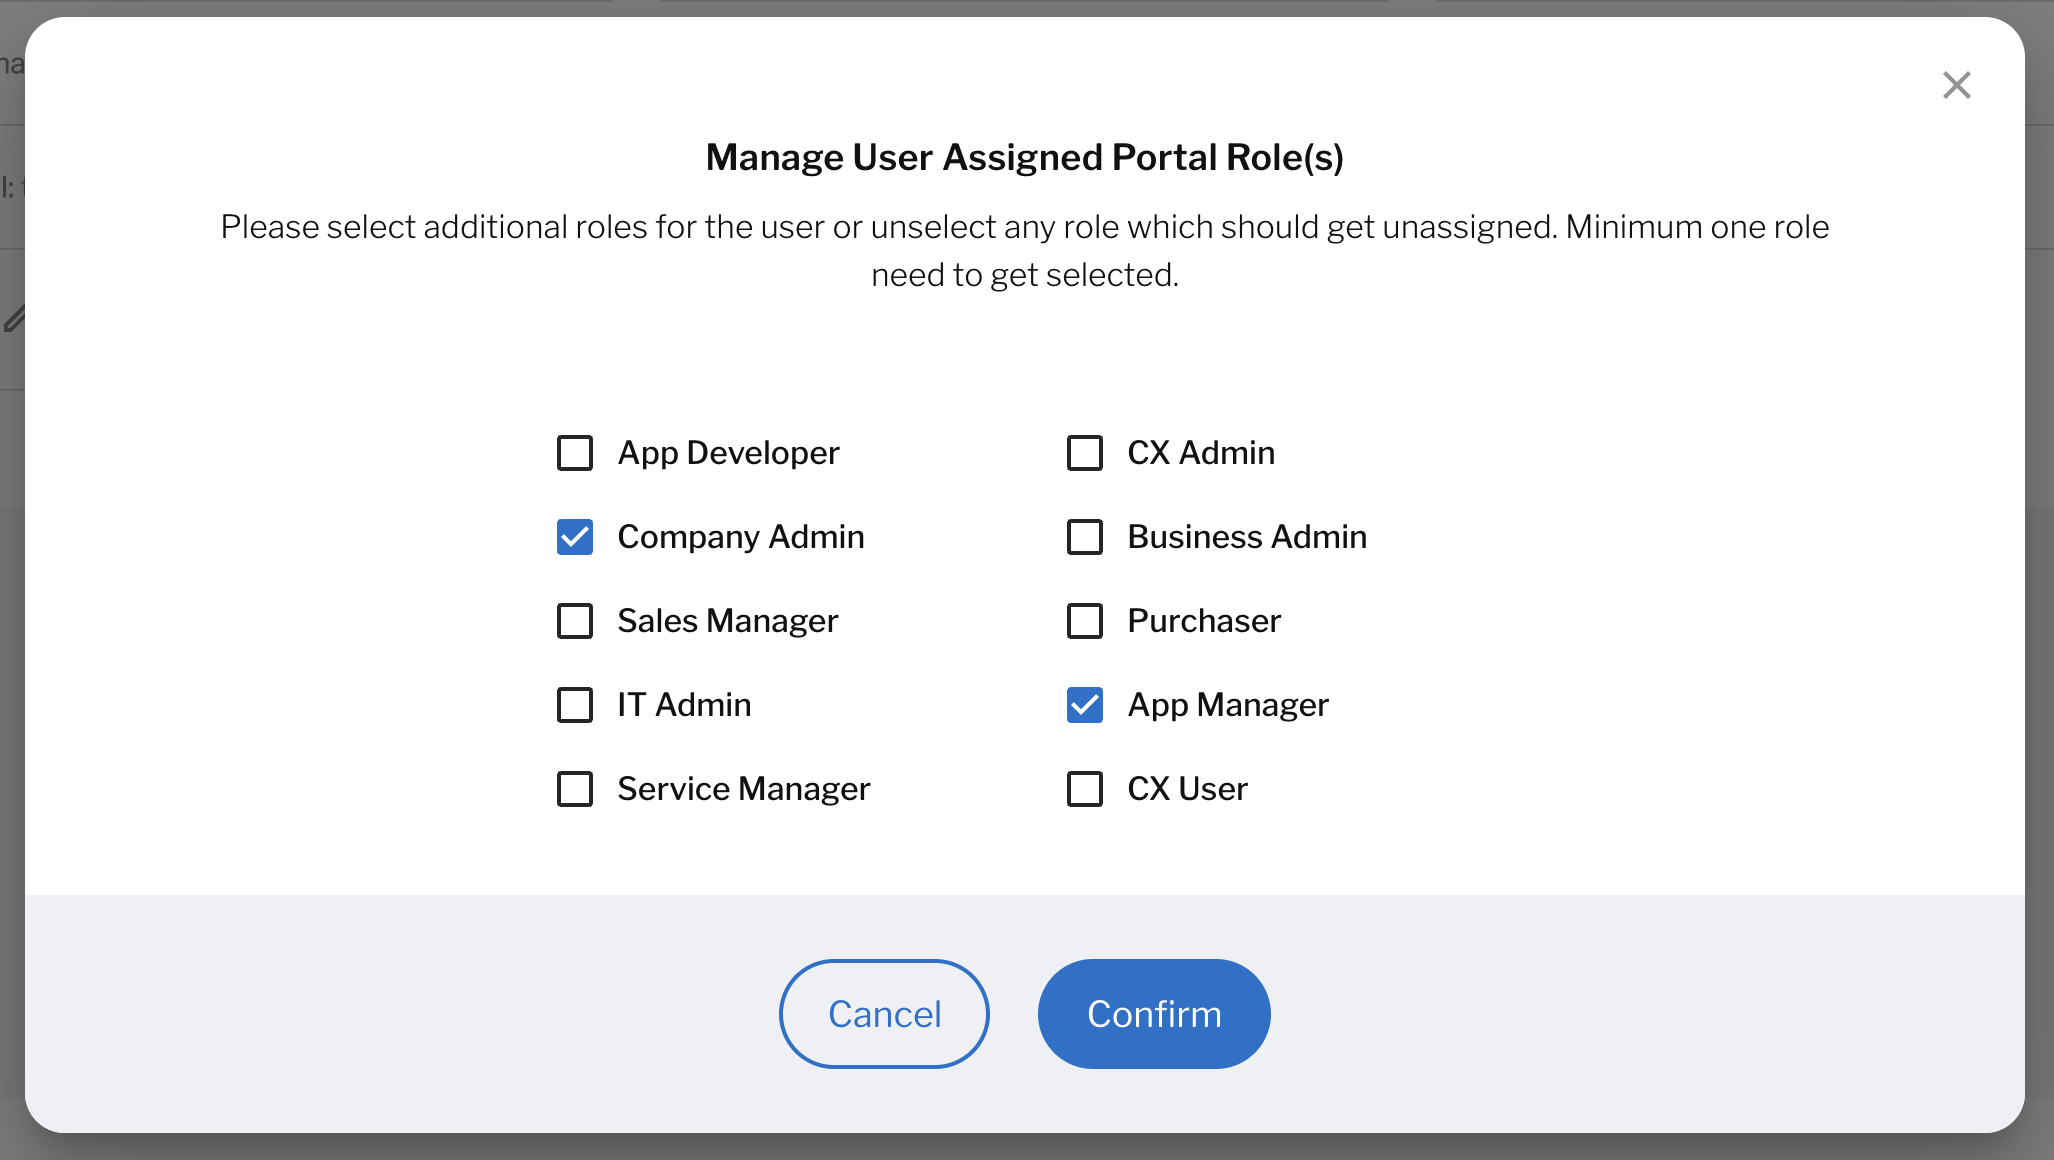 Manage User Assigned Portal Role(s)
Please select additional roles for the user or unselect any role which should get unassigned. Minimum one role
need to get selected.
App Developer
CX Admin
Company Admin
Business Admin
Sales Manager
Purchaser
IT Admin
App Manager
Service Manager
CX User
Cancel
Confirm